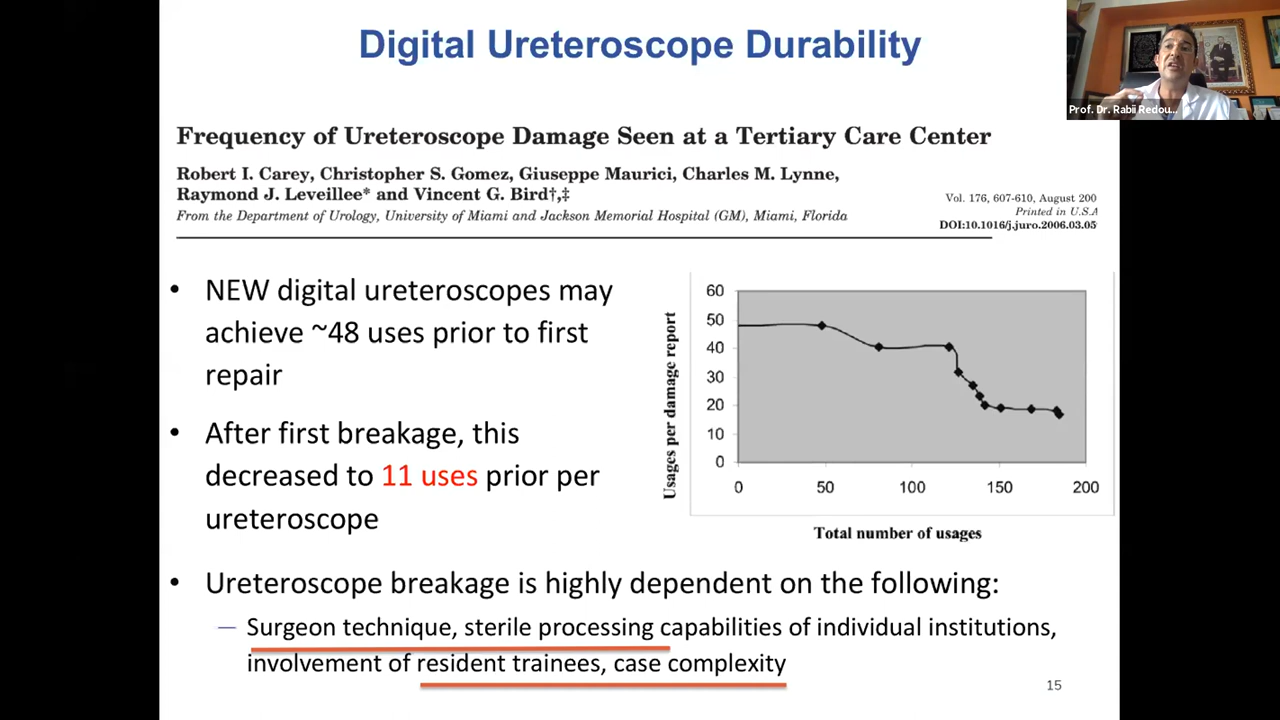 Digital Ureteroscope Durability
Prof. Dr. Rabii Redou...
Frequency of Ureteroscope Damage Seen at a Tertiary Care Center
Robert I. Carey, Christopher S. Gomez, Giuseppe Maurici, Charles M. Lynne,
Raymond J. Leveillee* and Vincent G. Bird†,‡
From the Department of Urology, University of Miami and Jackson Memorial Hospital (GM), Miami, Florida
Vol. 176, 607-610, August 200
Printed in U.S.A
DOI:10.1016/j.juro.2006.03.05
• NEW digital ureteroscopes may
achieve ~48 uses prior to first
repair
• After first breakage, this
decreased to 11 uses prior per
ureteroscope
Usages per damage report
60
50
40
30
20
10
0
0 50 100 150 200
Total number of usages
• Ureteroscope breakage is highly dependent on the following:
— Surgeon technique, sterile processing capabilities of individual institutions,
involvement of resident trainees, case complexity
15